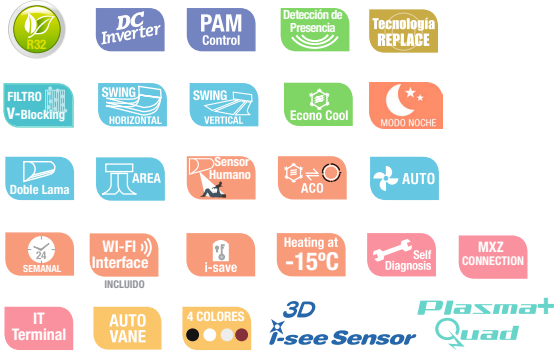 R32
DC
Inverter
PAM
Control
Detección de
Presencia
Tecnología
REPLACE
FILTRO
V-Blocking
SWING
HORIZONTAL
SWING
VERTICAL
Econo Cool
MODO NOCHE
Doble Lama
AREA
Sensor
Humano
ACO
AUTO
24
SEMANAL
WI-FI
Interface
INCLUIDO
i-save
Heating at
-15ºC
Self
Diagnosis
MXZ
CONNECTION
IT
Terminal
AUTO
VANE
4 COLORES
3D
i-see Sensor
Plasma+
Quad